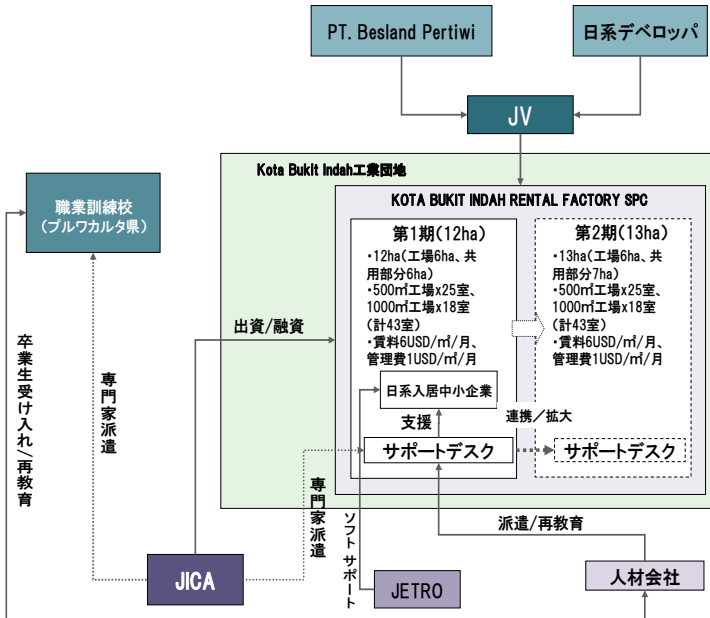 PT. Besland Pertiwi
日系デベロッパ
JV
Kota Bukit Indah工業団地
KOTA BUKIT INDAH RENTAL FACTORY SPC
職業訓練校
（プルワカルタ県）
第1期(12ha)
・12ha(工場6ha、共
用部分6ha)
・500㎡工場x25室、
1000㎡工場x18室
(計43室)
・賃料6USD/㎡/月、
管理費1USD/㎡/月
第2期(13ha)
・13ha(工場6ha、共
用部分7ha)
・500㎡工場x25室、
1000㎡工場x18室
(計43室)
・賃料6USD/㎡/月、
管理費1USD/㎡/月
出資/融資
卒業生受け入れ/再教育
専門家派遣
日系入居中小企業
支援
連携／拡大
サポートデスク
サポートデスク
専門家派遣
ソフトサポート
派遣/再教育
JICA
JETRO
人材会社